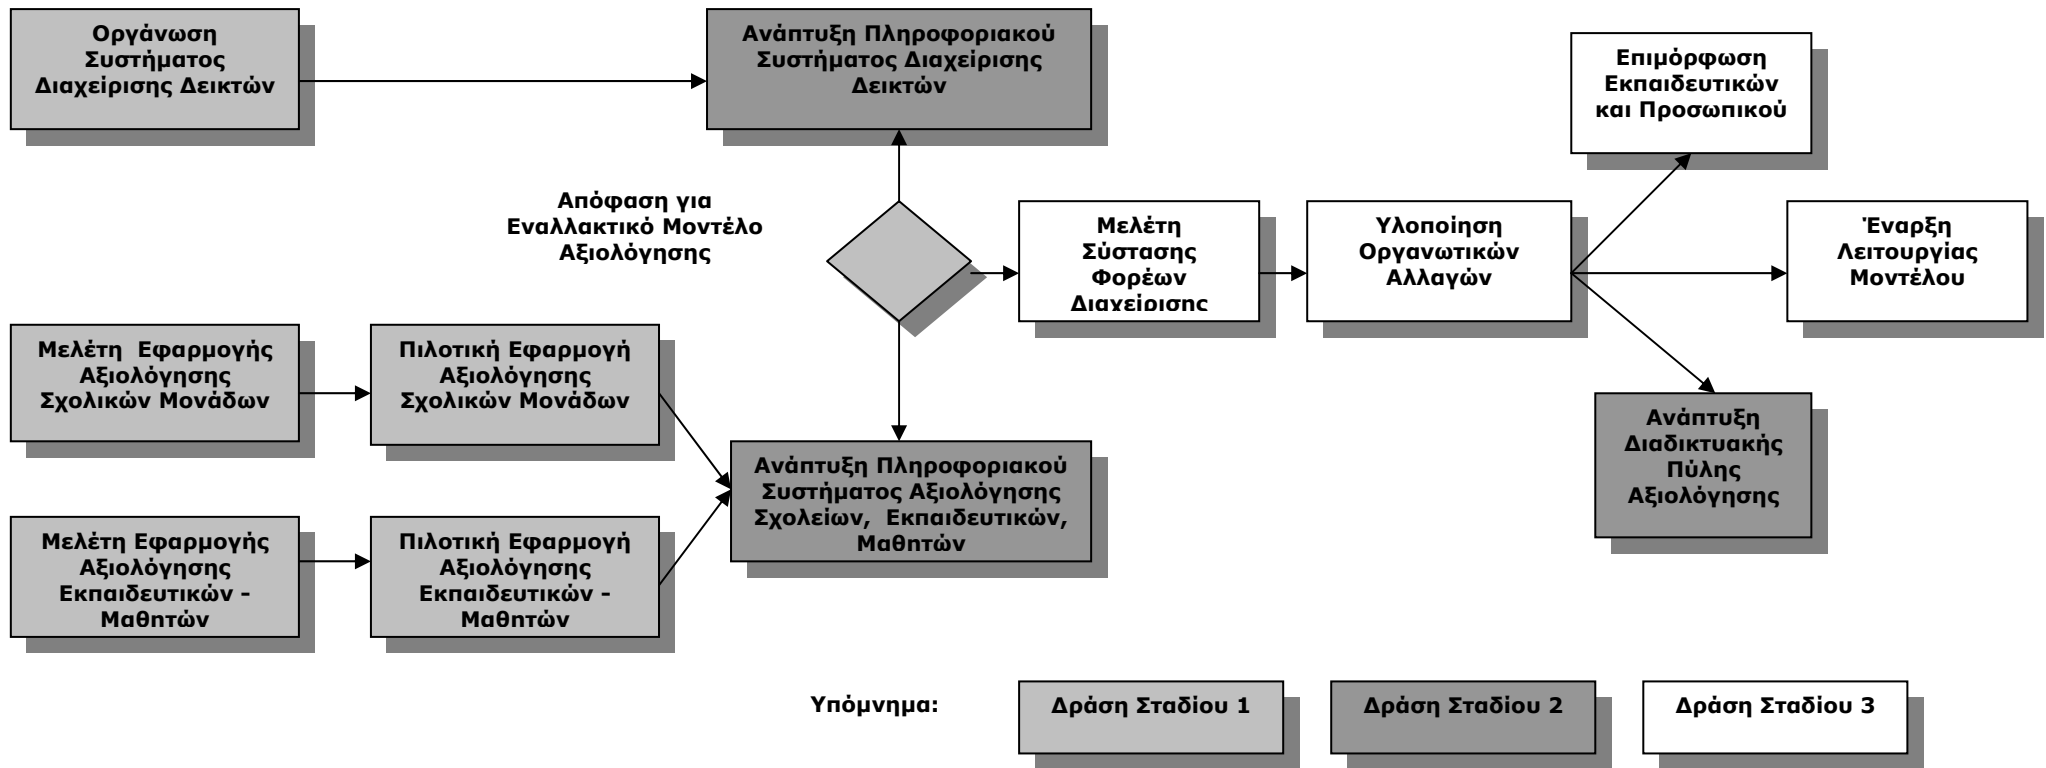 Οργάνωση
Συστήματος
Διαχείρισης Δεικτών
Ανάπτυξη Πληροφοριακού
Συστήματος Διαχείρισης
Δεικτών
Επιμόρφωση
Εκπαιδευτικών
και Προσωπικού
Απόφαση για
Εναλλακτικό Μοντέλο
Αξιολόγησης
Μελέτη
Σύστασης
Φορέων
Διαχείρισης
Υλοποίηση
Οργανωτικών
Αλλαγών
Έναρξη
Λειτουργίας
Μοντέλου
Μελέτη  Εφαρμογής
Αξιολόγησης
Σχολικών Μονάδων
Πιλοτική Εφαρμογή
Αξιολόγησης
Σχολικών Μονάδων
Ανάπτυξη Πληροφοριακού
Συστήματος Αξιολόγησης
Σχολείων,  Εκπαιδευτικών,
Μαθητών
Ανάπτυξη
Διαδικτυακής
Πύλης
Αξιολόγησης
Μελέτη Εφαρμογής
Αξιολόγησης
Εκπαιδευτικών -
Μαθητών
Πιλοτική Εφαρμογή
Αξιολόγησης
Εκπαιδευτικών -
Μαθητών
Υπόμνημα:
Δράση Σταδίου 1
Δράση Σταδίου 2
Δράση Σταδίου 3